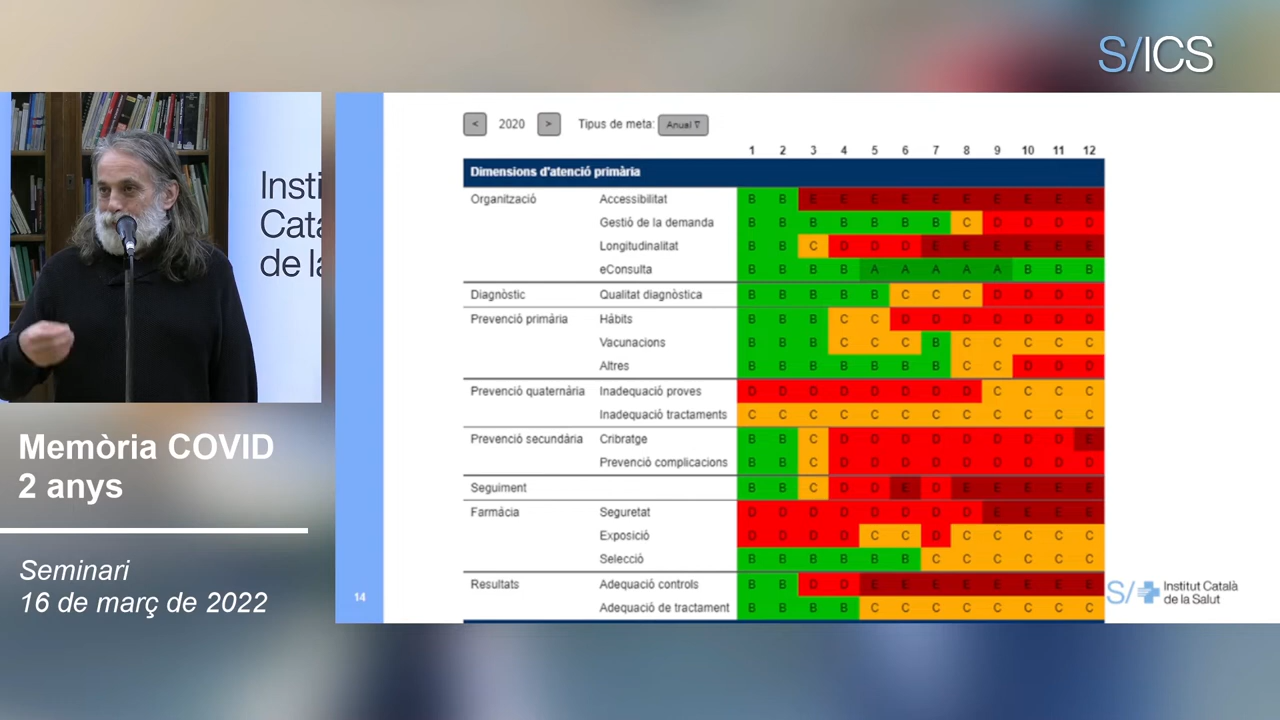 S/ICS
Insti
Cata
de la
Memòria COVID
2 anys
Seminari
16 de març de 2022
< 2020 > Tipus de meta: Anual ∇
1 2 3 4 5 6 7 8 9 10 11 12
Dimensions d'atenció primària
Organització Accessibilitat B B E E E E E E E E E E
Gestió de la demanda B B B B B B B C D D D D
Longitudinalitat B B C D D D E E E E E E
eConsulta B B B B A A A A A B B B
Diagnòstic Qualitat diagnòstica B B B B B C C C D D D D
Prevenció primària Hàbits B B B C C D D D D D D D
Vacunacions B B B C C C B C C C C C
Altres B B B B B B B C C D D D
Prevenció quaternària Inadequació proves D D D D D D D D C C C C
Inadequació tractaments C C C C C C C C C C C C
Prevenció secundària Cribratge B B C D D D D D D D D E
Prevenció complicacions B B C D D D D D D D D D
Seguiment B B C D D E D E E E E E
Farmàcia Seguretat D D D D D D D D E E E E
Exposició D D D D C C D C C C C C
Selecció B B B B B B C C C C C C
Resultats Adequació controls B B D D E E E E E E E E
Adequació de tractament B B B B C C C C C C C C
14
S/ Institut Català
de la Salut